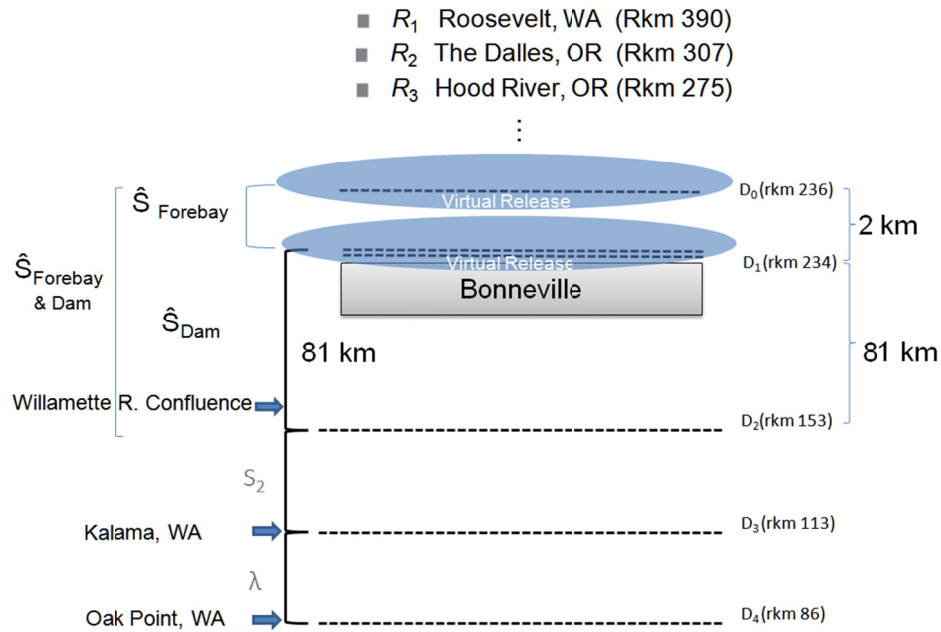 R1 Roosevelt, WA (Rkm 390)
R2 The Dalles, OR (Rkm 307)
R3 Hood River, OR (Rkm 275)
⋮
Ŝ Forebay
Virtual Release
D0(rkm 236)
2 km
Ŝ Forebay & Dam
Virtual Release
D1(rkm 234)
Bonneville
Ŝ Dam
81 km
81 km
Willamette R. Confluence
D2(rkm 153)
S2
Kalama, WA
D3(rkm 113)
λ
Oak Point, WA
D4(rkm 86)